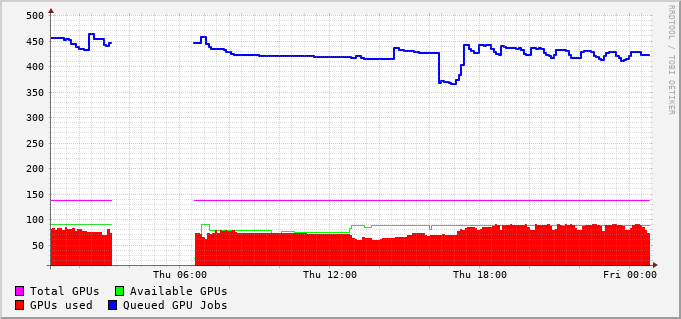 500
450
400
350
300
250
200
150
100
50
Thu 06:00 Thu 12:00 Thu 18:00 Fri 00:00
Total GPUs Available GPUs
GPUs used Queued GPU Jobs
RRDTOOL / TOBI OETIKER